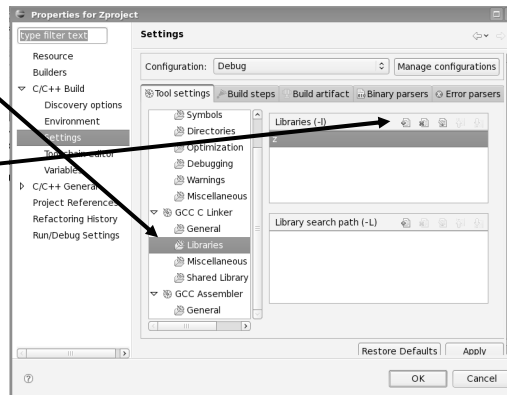 Properties for Zproject
type filter text
Resource
Builders
C/C++ Build
Discovery options
Environment
Settings
Tool chain editor
Variables
C/C++ General
Project References
Refactoring History
Run/Debug Settings
Settings
Configuration: Debug
Manage configurations
Tool settings Build steps Build artifact Binary parsers Error parsers
Symbols
Directories
Optimization
Debugging
Warnings
Miscellaneous
GCC C Linker
General
Libraries
Miscellaneous
Shared Library
GCC Assembler
General
Libraries (-l)
z
Library search path (-L)
Restore Defaults Apply
OK Cancel